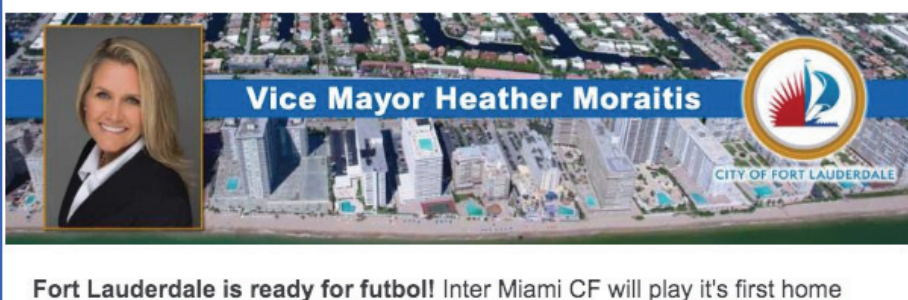 Vice Mayor Heather Moraitis
CITY OF FORT LAUDERDALE
Fort Lauderdale is ready for futbol! Inter Miami CF will play it's first home